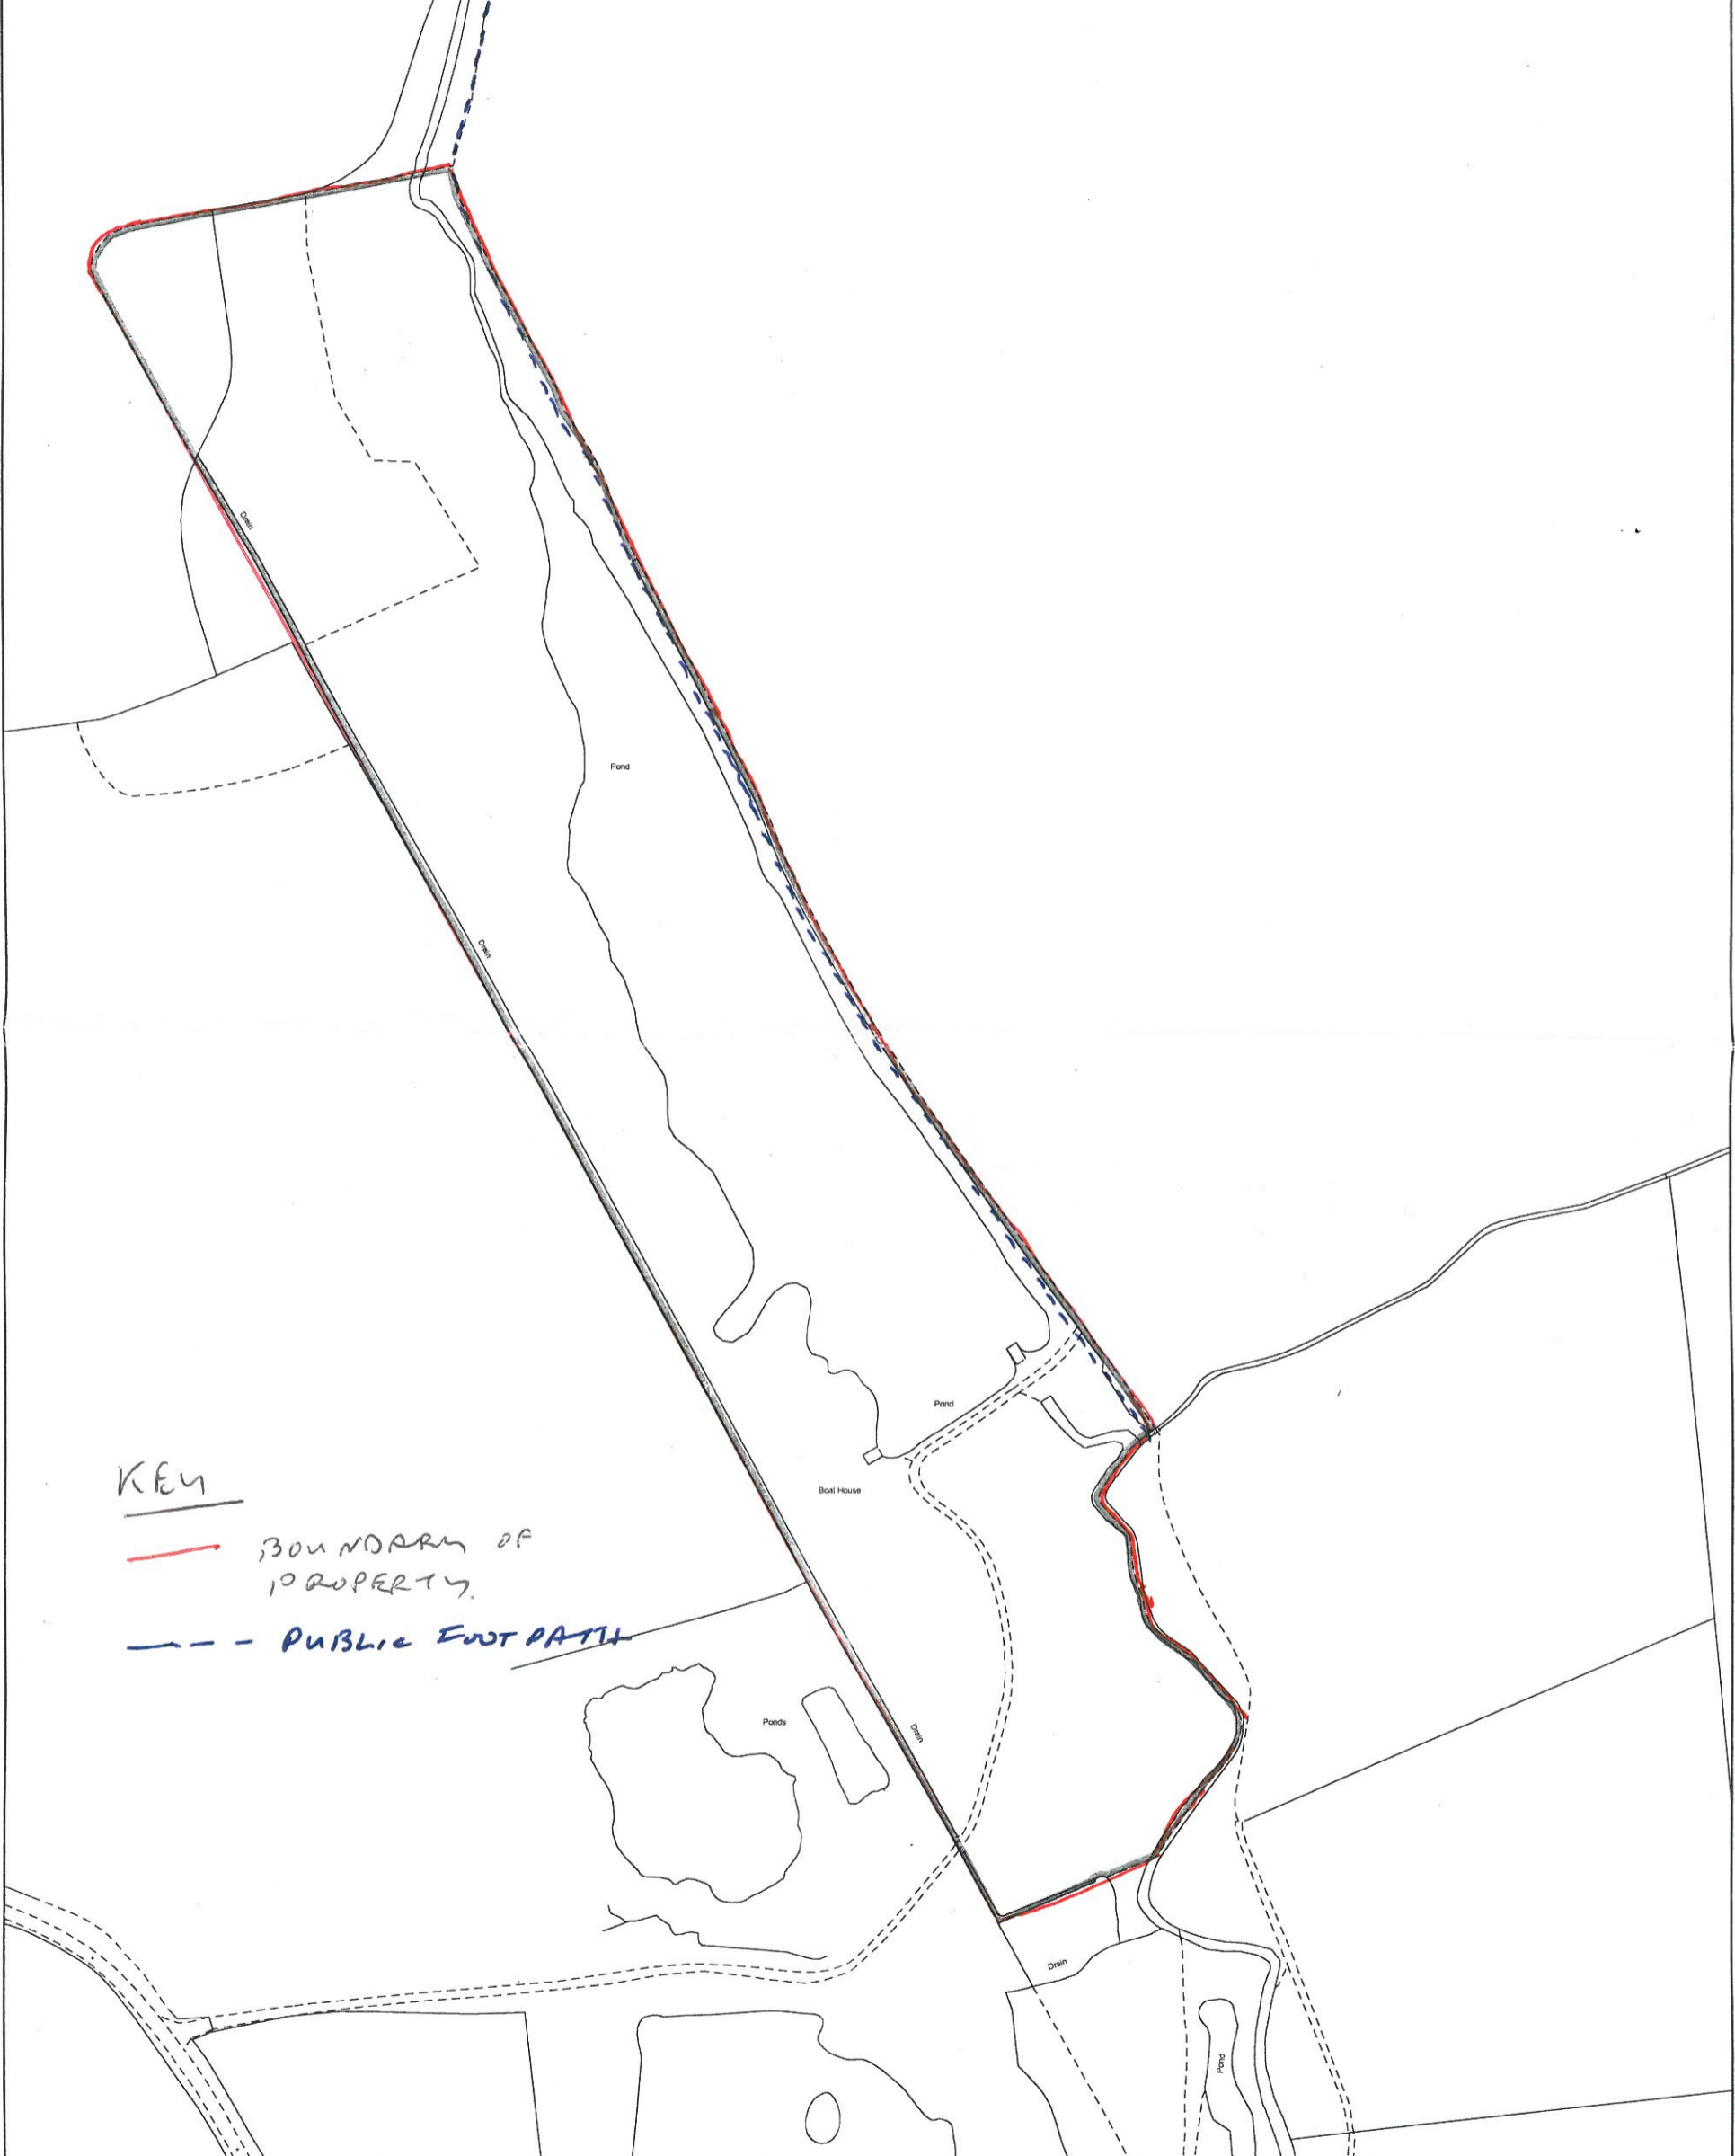 Drain
Pond
Drain
Pond
Boat House
KEY
BOUNDARY OF
PROPERTY.
PUBLIC FOOTPATH
Ponds
Drain
Drain
Pond